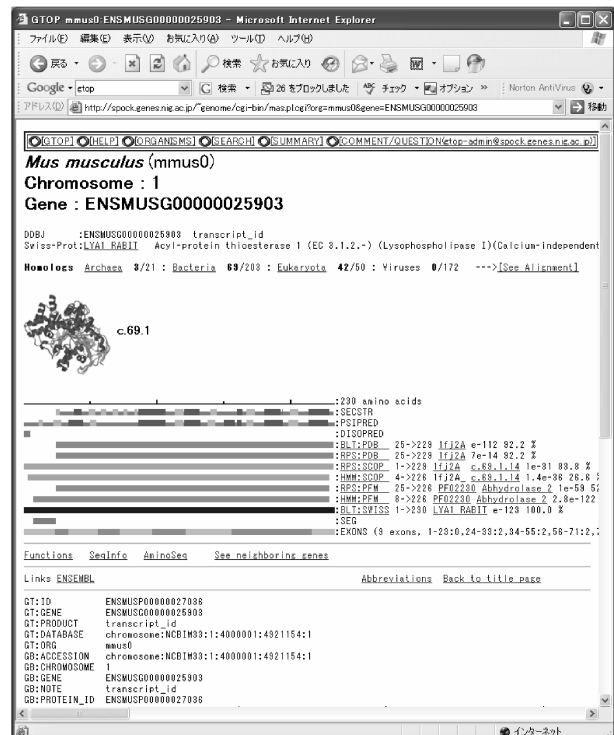 GTOP mmus0:ENSMUSG00000025903 - Microsoft Internet Explorer
ファイル(F) 編集(E) 表示(V) お気に入り(A) ツール(T) ヘルプ(H)
戻る 検索 お気に入り
Google gtop 検索 26 をブロックしました チェック オプション » Norton AntiVirus
アドレス(D) http://spock.genes.nig.ac.jp/~genome/cgi-bin/mas.pl.cgi?org=mmus0&gene=ENSMUSG00000025903 移動
[GTOP] [HELP] [ORGANISMS] [SEARCH] [SUMMARY] [COMMENT/QUESTION(gtop-admin@spock.genes.nig.ac.jp)]
Mus musculus (mmus0)
Chromosome : 1
Gene : ENSMUSG00000025903
DDBJ :ENSMUSG00000025903 transcript_id
Swiss-Prot:LYA1_RABIT Acyl-protein thioesterase 1 (EC 3.1.2.-) (Lysophospholipase I)(Calcium-independent
Homologs Archaea 3/21 : Bacteria 69/203 : Eukaryota 42/50 : Viruses 0/172 --->[See Alignment]
c.69.1
:230 amino acids
:SECSTR
:PSIPRED
:DISOPRED
:BLT:PDB 25->229 1fj2A e-112 92.2 %
:RPS:PDB 25->229 1fj2A 7e-14 92.2 %
:RPS:SCOP 1->229 1fj2A c.69.1.14 1e-31 83.8 %
:HMM:SCOP 4->226 1fj2A_ c.69.1.14 1.4e-36 26.6
:RPS:PFM 25->226 PF02230 Abhydrolase_2 1e-59 52
:HMM:PFM 8->226 PF02230 Abhydrolase_2 2.8e-122
:BLT:SWISS 1->230 LYA1_RABIT e-123 100.0 %
:SEG
:EXONS (9 exons, 1-23:0,24-33:2,34-55:2,56-71:2,
Functions SeqInfo AminoSeq See neighboring genes
Links ENSEMBL Abbreviations Back to title page
GT:ID ENSMUSP00000027036
GT:GENE ENSMUSG00000025903
GT:PRODUCT transcript_id
GT:DATABASE chromosome:NCBIM33:1:4000001:4921154:1
GT:ORG mmus0
GB:ACCESSION chromosome:NCBIM33:1:4000001:4921154:1
GB:CHROMOSOME 1
GB:GENE ENSMUSG00000025903
GB:NOTE transcript_id
GB:PROTEIN_ID ENSMUSP00000027036
インターネット